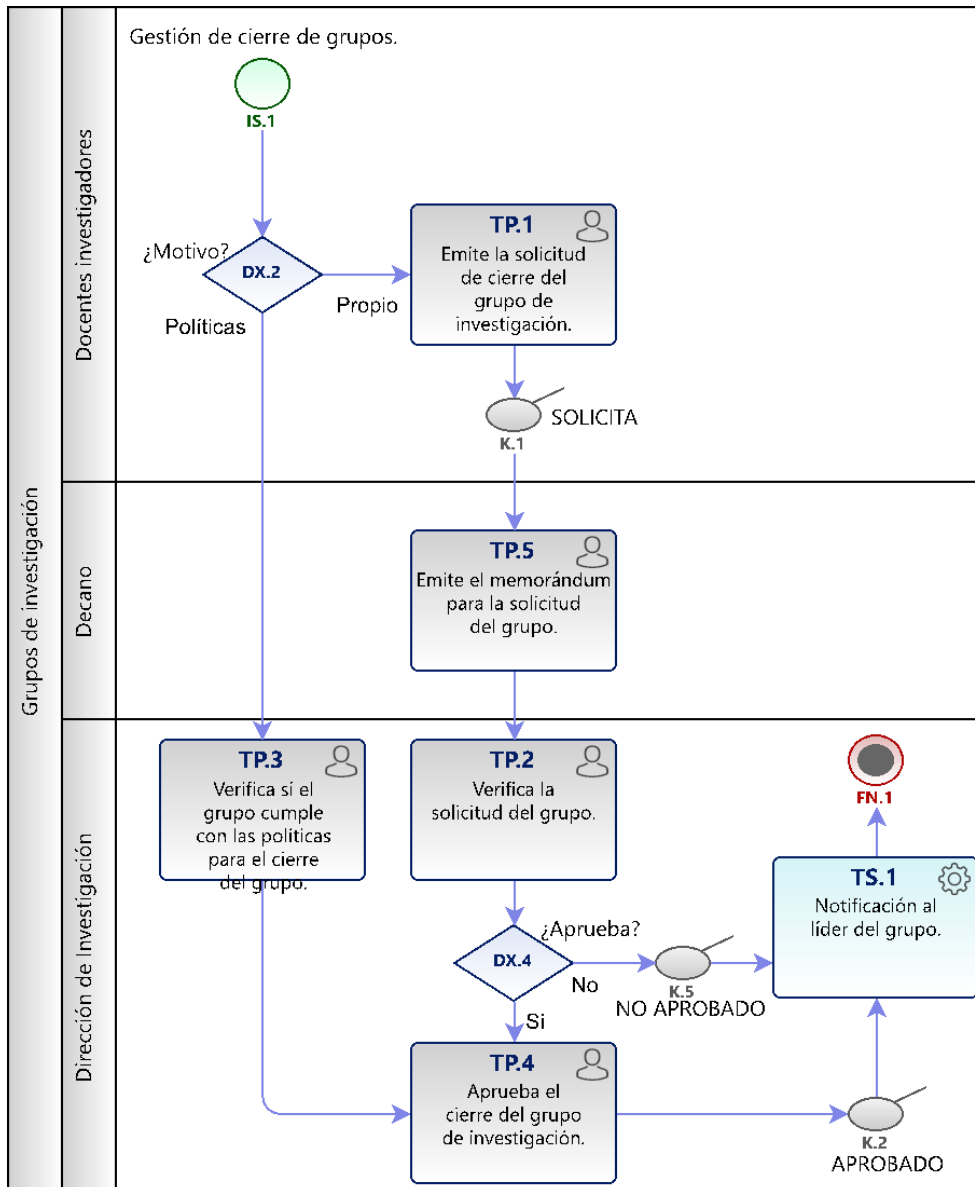 Grupos de investigación
Docentes investigadores
Gestión de cierre de grupos.
IS.1
¿Motivo?
DX.2
Políticas
Propio
TP.1
Emite la solicitud
de cierre del
grupo de
investigación.
SOLICITA
K.1
Decano
TP.5
Emite el memorándum
para la solicitud
del grupo.
Dirección de Investigación
TP.3
Verifica si el
grupo cumple
con las políticas
para el cierre
del grupo.
TP.2
Verifica la
solicitud del grupo.
FN.1
TS.1
Notificación al
líder del grupo.
¿Aprueba?
DX.4
No
K.5
NO APROBADO
Si
TP.4
Aprueba el
cierre del grupo
de investigación.
K.2
APROBADO